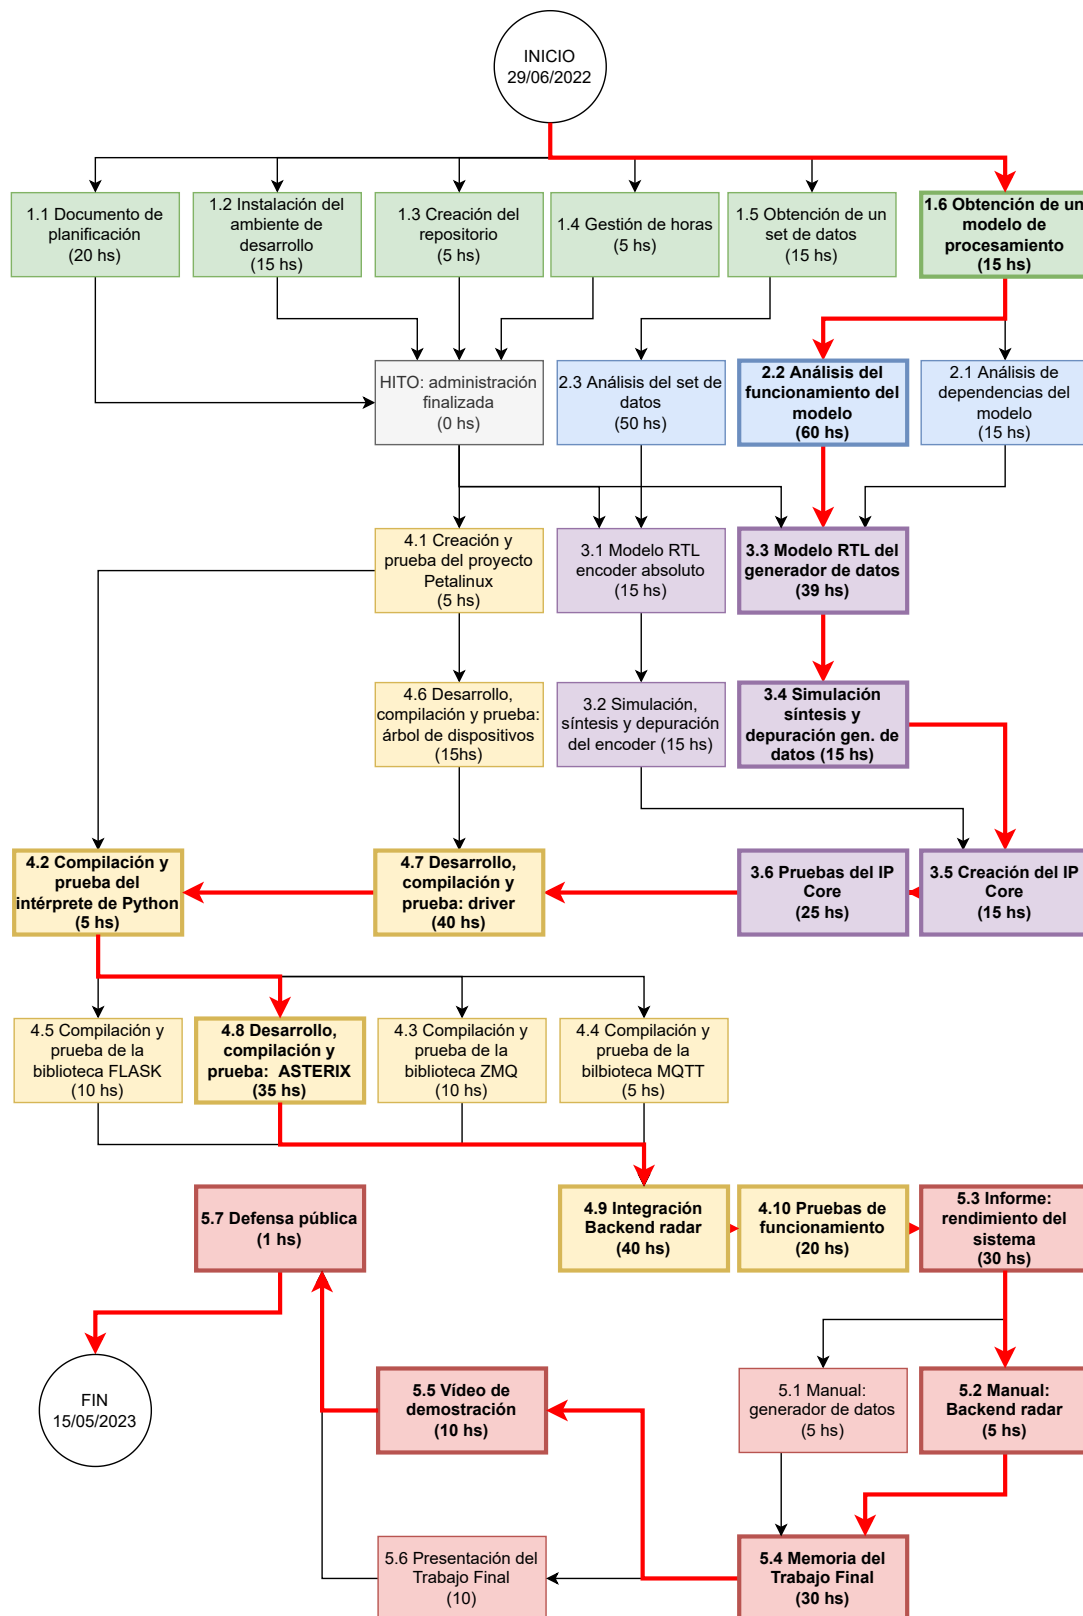 INICIO
29/06/2022
1.1 Documento de
planificación
(20 hs)
1.2 Instalación del
ambiente de
desarrollo
(15 hs)
1.3 Creación del
repositorio
(5 hs)
1.4 Gestión de horas
(5 hs)
1.5 Obtención de un
set de datos
(15 hs)
1.6 Obtención de un
modelo de
procesamiento
(15 hs)
HITO: administración
finalizada
(0 hs)
2.3 Análisis del set de
datos
(50 hs)
2.2 Análisis del
funcionamiento del
modelo
(60 hs)
2.1 Análisis de
dependencias del
modelo
(15 hs)
4.1 Creación y
prueba del proyecto
Petalinux
(5 hs)
3.1 Modelo RTL
encoder absoluto
(15 hs)
3.3 Modelo RTL del
generador de datos
(39 hs)
4.6 Desarrollo,
compilación y prueba:
árbol de dispositivos
(15hs)
3.2 Simulación,
síntesis y depuración
del encoder (15 hs)
3.4 Simulación
síntesis y
depuración gen. de
datos (15 hs)
4.2 Compilación y
prueba del
intérprete de Python
(5 hs)
4.7 Desarrollo,
compilación y
prueba: driver
(40 hs)
3.6 Pruebas del IP
Core
(25 hs)
3.5 Creación del IP
Core
(15 hs)
4.5 Compilación y
prueba de la
biblioteca FLASK
(10 hs)
4.8 Desarrollo,
compilación y
prueba: ASTERIX
(35 hs)
4.3 Compilación y
prueba de la
biblioteca ZMQ
(10 hs)
4.4 Compilación y
prueba de la
bilbioteca MQTT
(5 hs)
5.7 Defensa pública
(1 hs)
4.9 Integración
Backend radar
(40 hs)
4.10 Pruebas de
funcionamiento
(20 hs)
5.3 Informe:
rendimiento del
sistema
(30 hs)
FIN
15/05/2023
5.5 Vídeo de
demostración
(10 hs)
5.1 Manual:
generador de datos
(5 hs)
5.2 Manual:
Backend radar
(5 hs)
5.6 Presentación del
Trabajo Final
(10)
5.4 Memoria del
Trabajo Final
(30 hs)